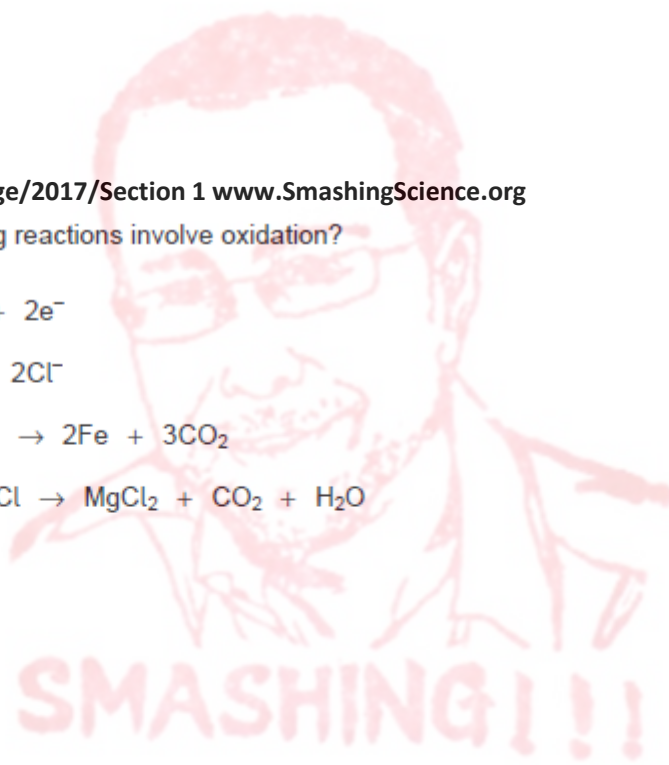 ge/2017/Section 1 www.SmashingScience.org
g reactions involve oxidation?
2e⁻
2Cl⁻
→ 2Fe + 3CO₂
Cl → MgCl₂ + CO₂ + H₂O
SMASHING!!!